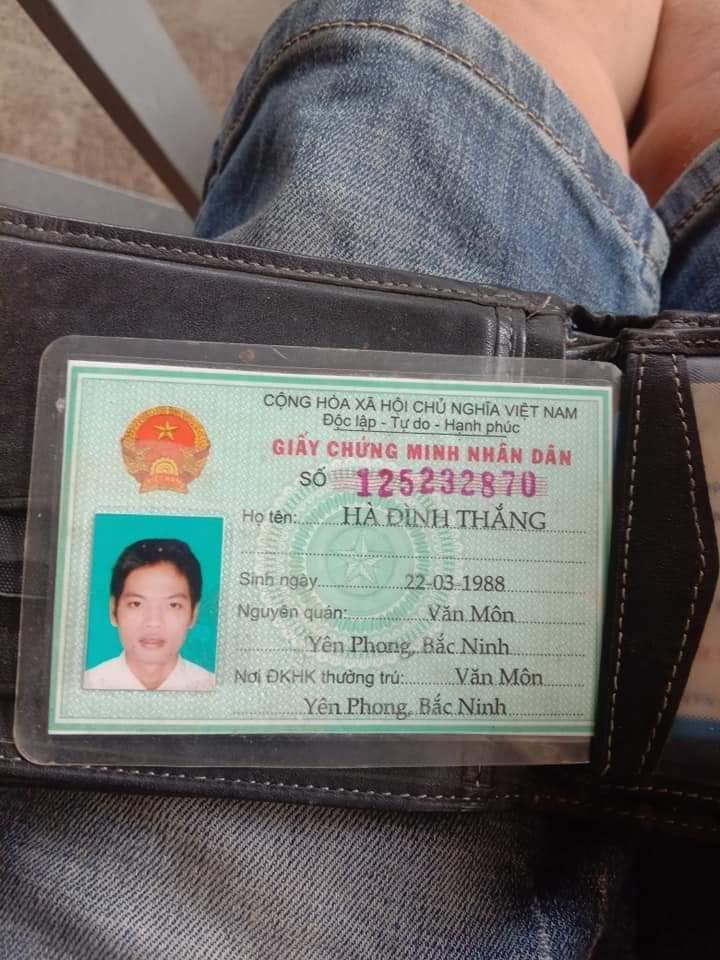 CỘNG HÒA XÃ HỘI CHỦ NGHĨA VIỆT NAM
Độc lập - Tự do - Hạnh phúc
GIẤY CHỨNG MINH NHÂN DÂN
SỐ 125232870
Họ tên: HÀ ĐÌNH THẮNG
Sinh ngày 22-03-1988
Nguyên quán: Văn Môn
Yên Phong, Bắc Ninh
Nơi ĐKHK thường trú: Văn Môn
Yên Phong, Bắc Ninh